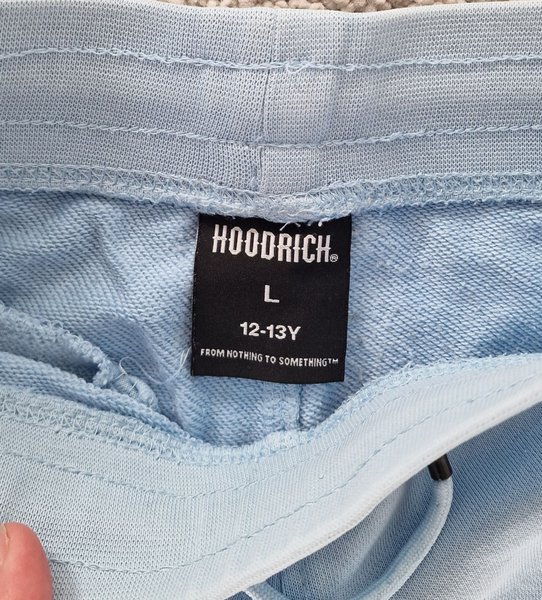 HOODRICH®
L
12-13Y
FROM NOTHING TO SOMETHING™